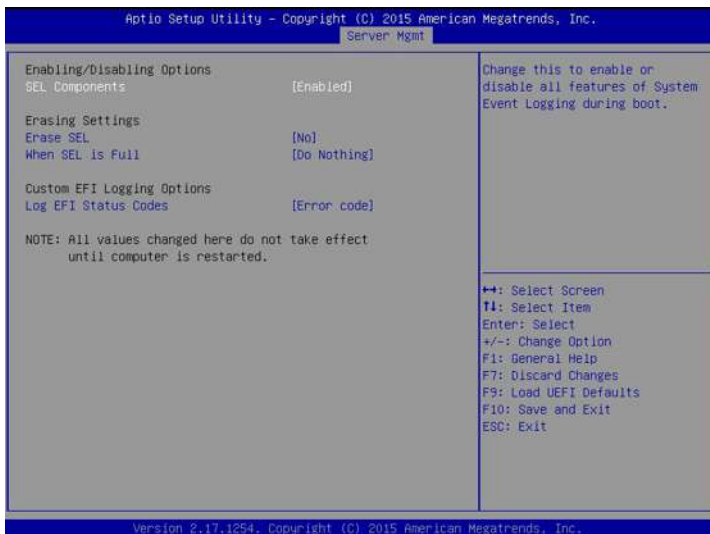 Aptio Setup Utility – Copyright (C) 2015 American Megatrends, Inc.
Server Mgmt
Enabling/Disabling Options
SEL Components [Enabled]
Erasing Settings
Erase SEL [No]
When SEL is Full [Do Nothing]
Custom EFI Logging Options
Log EFI Status Codes [Error code]
NOTE: All values changed here do not take effect
until computer is restarted.
Change this to enable or
disable all features of System
Event Logging during boot.
↔: Select Screen
↑↓: Select Item
Enter: Select
+/-: Change Option
F1: General Help
F7: Discard Changes
F9: Load UEFI Defaults
F10: Save and Exit
ESC: Exit
Version 2.17.1254. Copyright (C) 2015 American Megatrends, Inc.